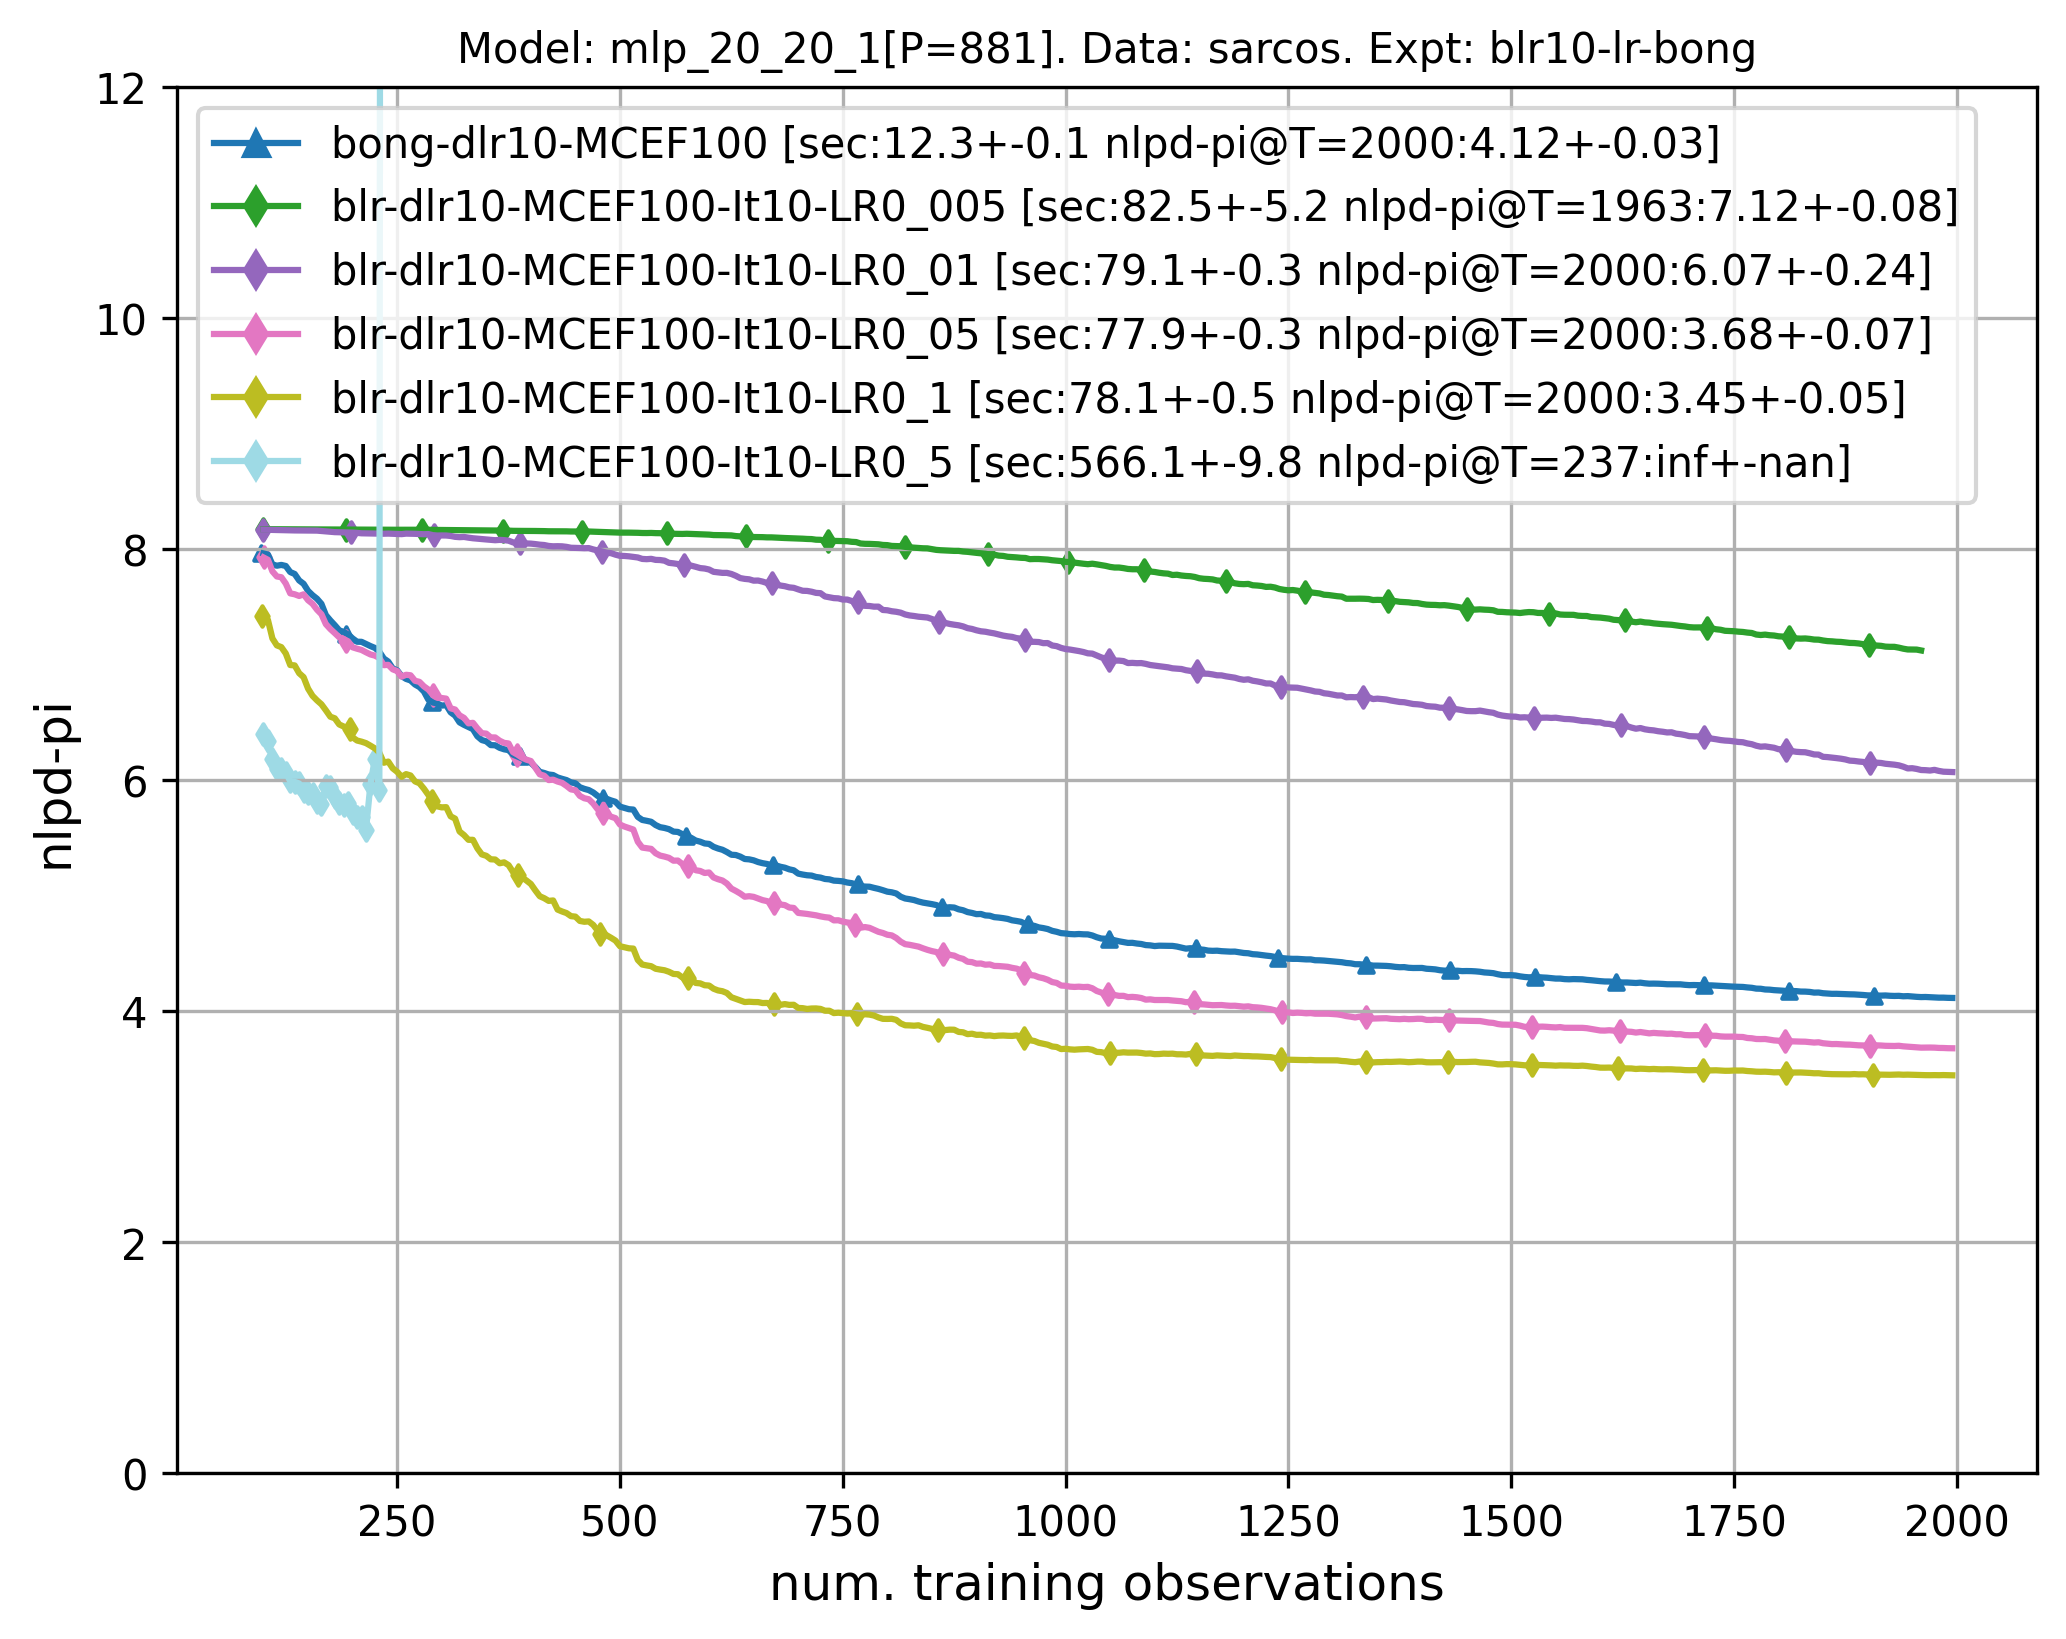 Model: mlp_20_20_1[P=881]. Data: sarcos. Expt: blr10-lr-bong
12
10
8
6
4
2
0
nlpd-pi
bong-dlr10-MCEF100 [sec:12.3+-0.1 nlpd-pi@T=2000:4.12+-0.03]
blr-dlr10-MCEF100-It10-LR0_005 [sec:82.5+-5.2 nlpd-pi@T=1963:7.12+-0.08]
blr-dlr10-MCEF100-It10-LR0_01 [sec:79.1+-0.3 nlpd-pi@T=2000:6.07+-0.24]
blr-dlr10-MCEF100-It10-LR0_05 [sec:77.9+-0.3 nlpd-pi@T=2000:3.68+-0.07]
blr-dlr10-MCEF100-It10-LR0_1 [sec:78.1+-0.5 nlpd-pi@T=2000:3.45+-0.05]
blr-dlr10-MCEF100-It10-LR0_5 [sec:566.1+-9.8 nlpd-pi@T=237:inf+-nan]
250 500 750 1000 1250 1500 1750 2000
num. training observations